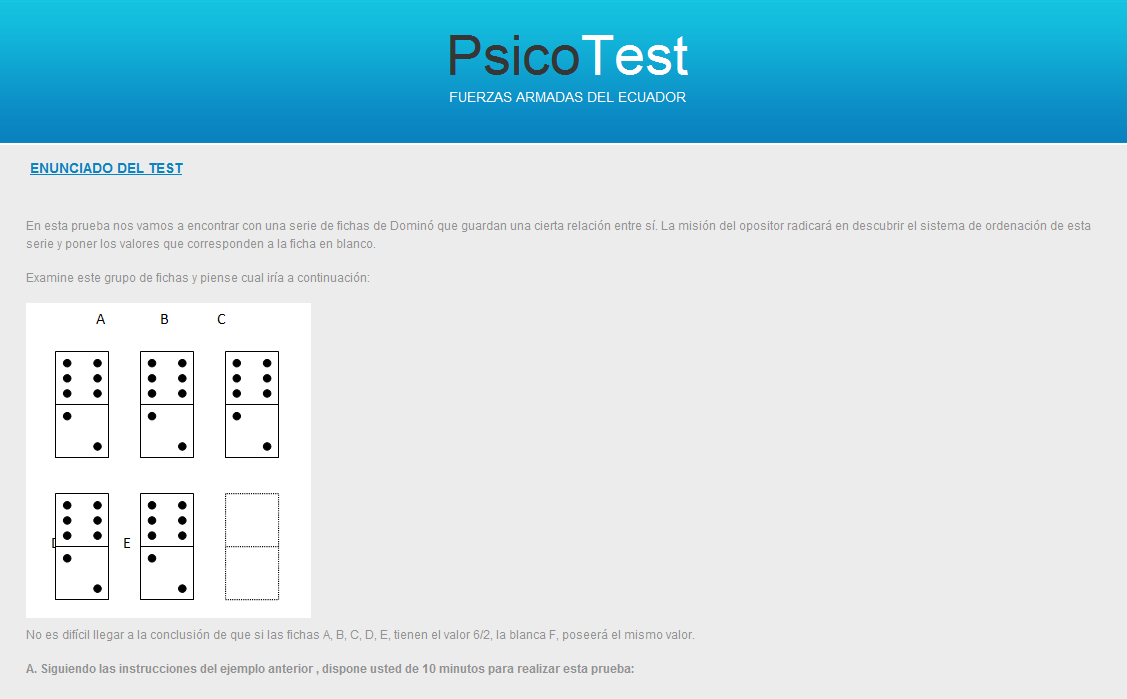 PsicoTest
FUERZAS ARMADAS DEL ECUADOR
ENUNCIADO DEL TEST
En esta prueba nos vamos a encontrar con una serie de fichas de Dominó que guardan una cierta relación entre sí. La misión del opositor radicará en descubrir el sistema de ordenación de esta
serie y poner los valores que corresponden a la ficha en blanco.
Examine este grupo de fichas y piense cual iría a continuación:
A B C
D E
No es difícil llegar a la conclusión de que si las fichas A, B, C, D, E, tienen el valor 6/2, la blanca F, poseerá el mismo valor.
A. Siguiendo las instrucciones del ejemplo anterior , dispone usted de 10 minutos para realizar esta prueba: